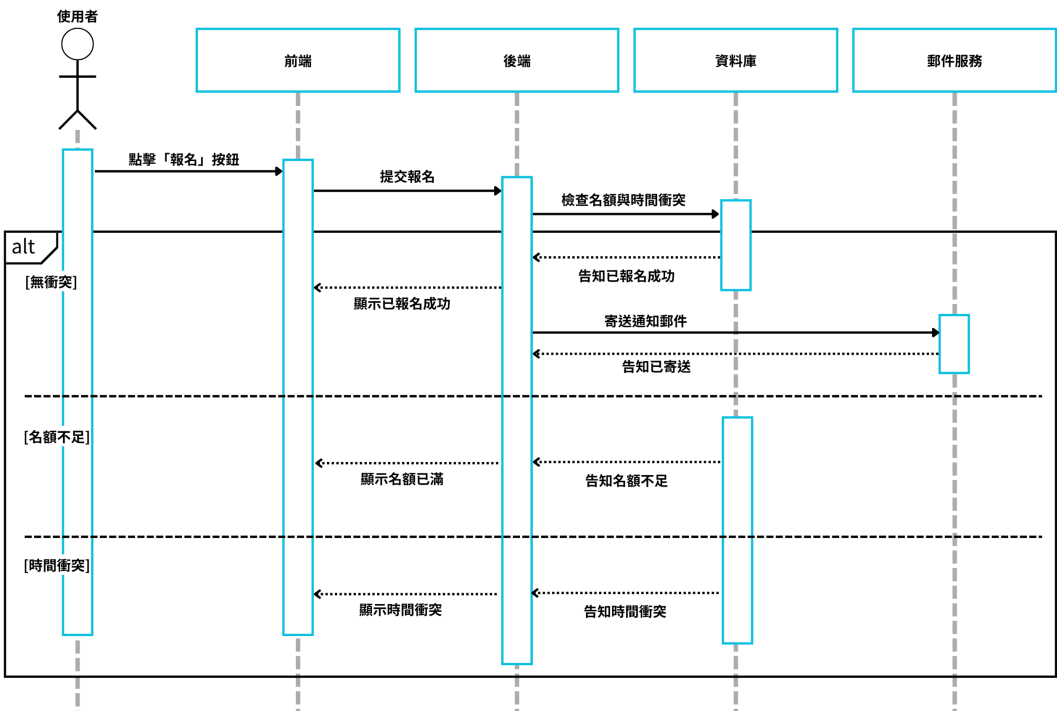 使用者
前端
後端
資料庫
郵件服務
點擊「報名」按鈕
提交報名
檢查名額與時間衝突
alt
[無衝突]
告知已報名成功
顯示已報名成功
寄送通知郵件
告知已寄送
[名額不足]
顯示名額已滿
告知名額不足
[時間衝突]
顯示時間衝突
告知時間衝突